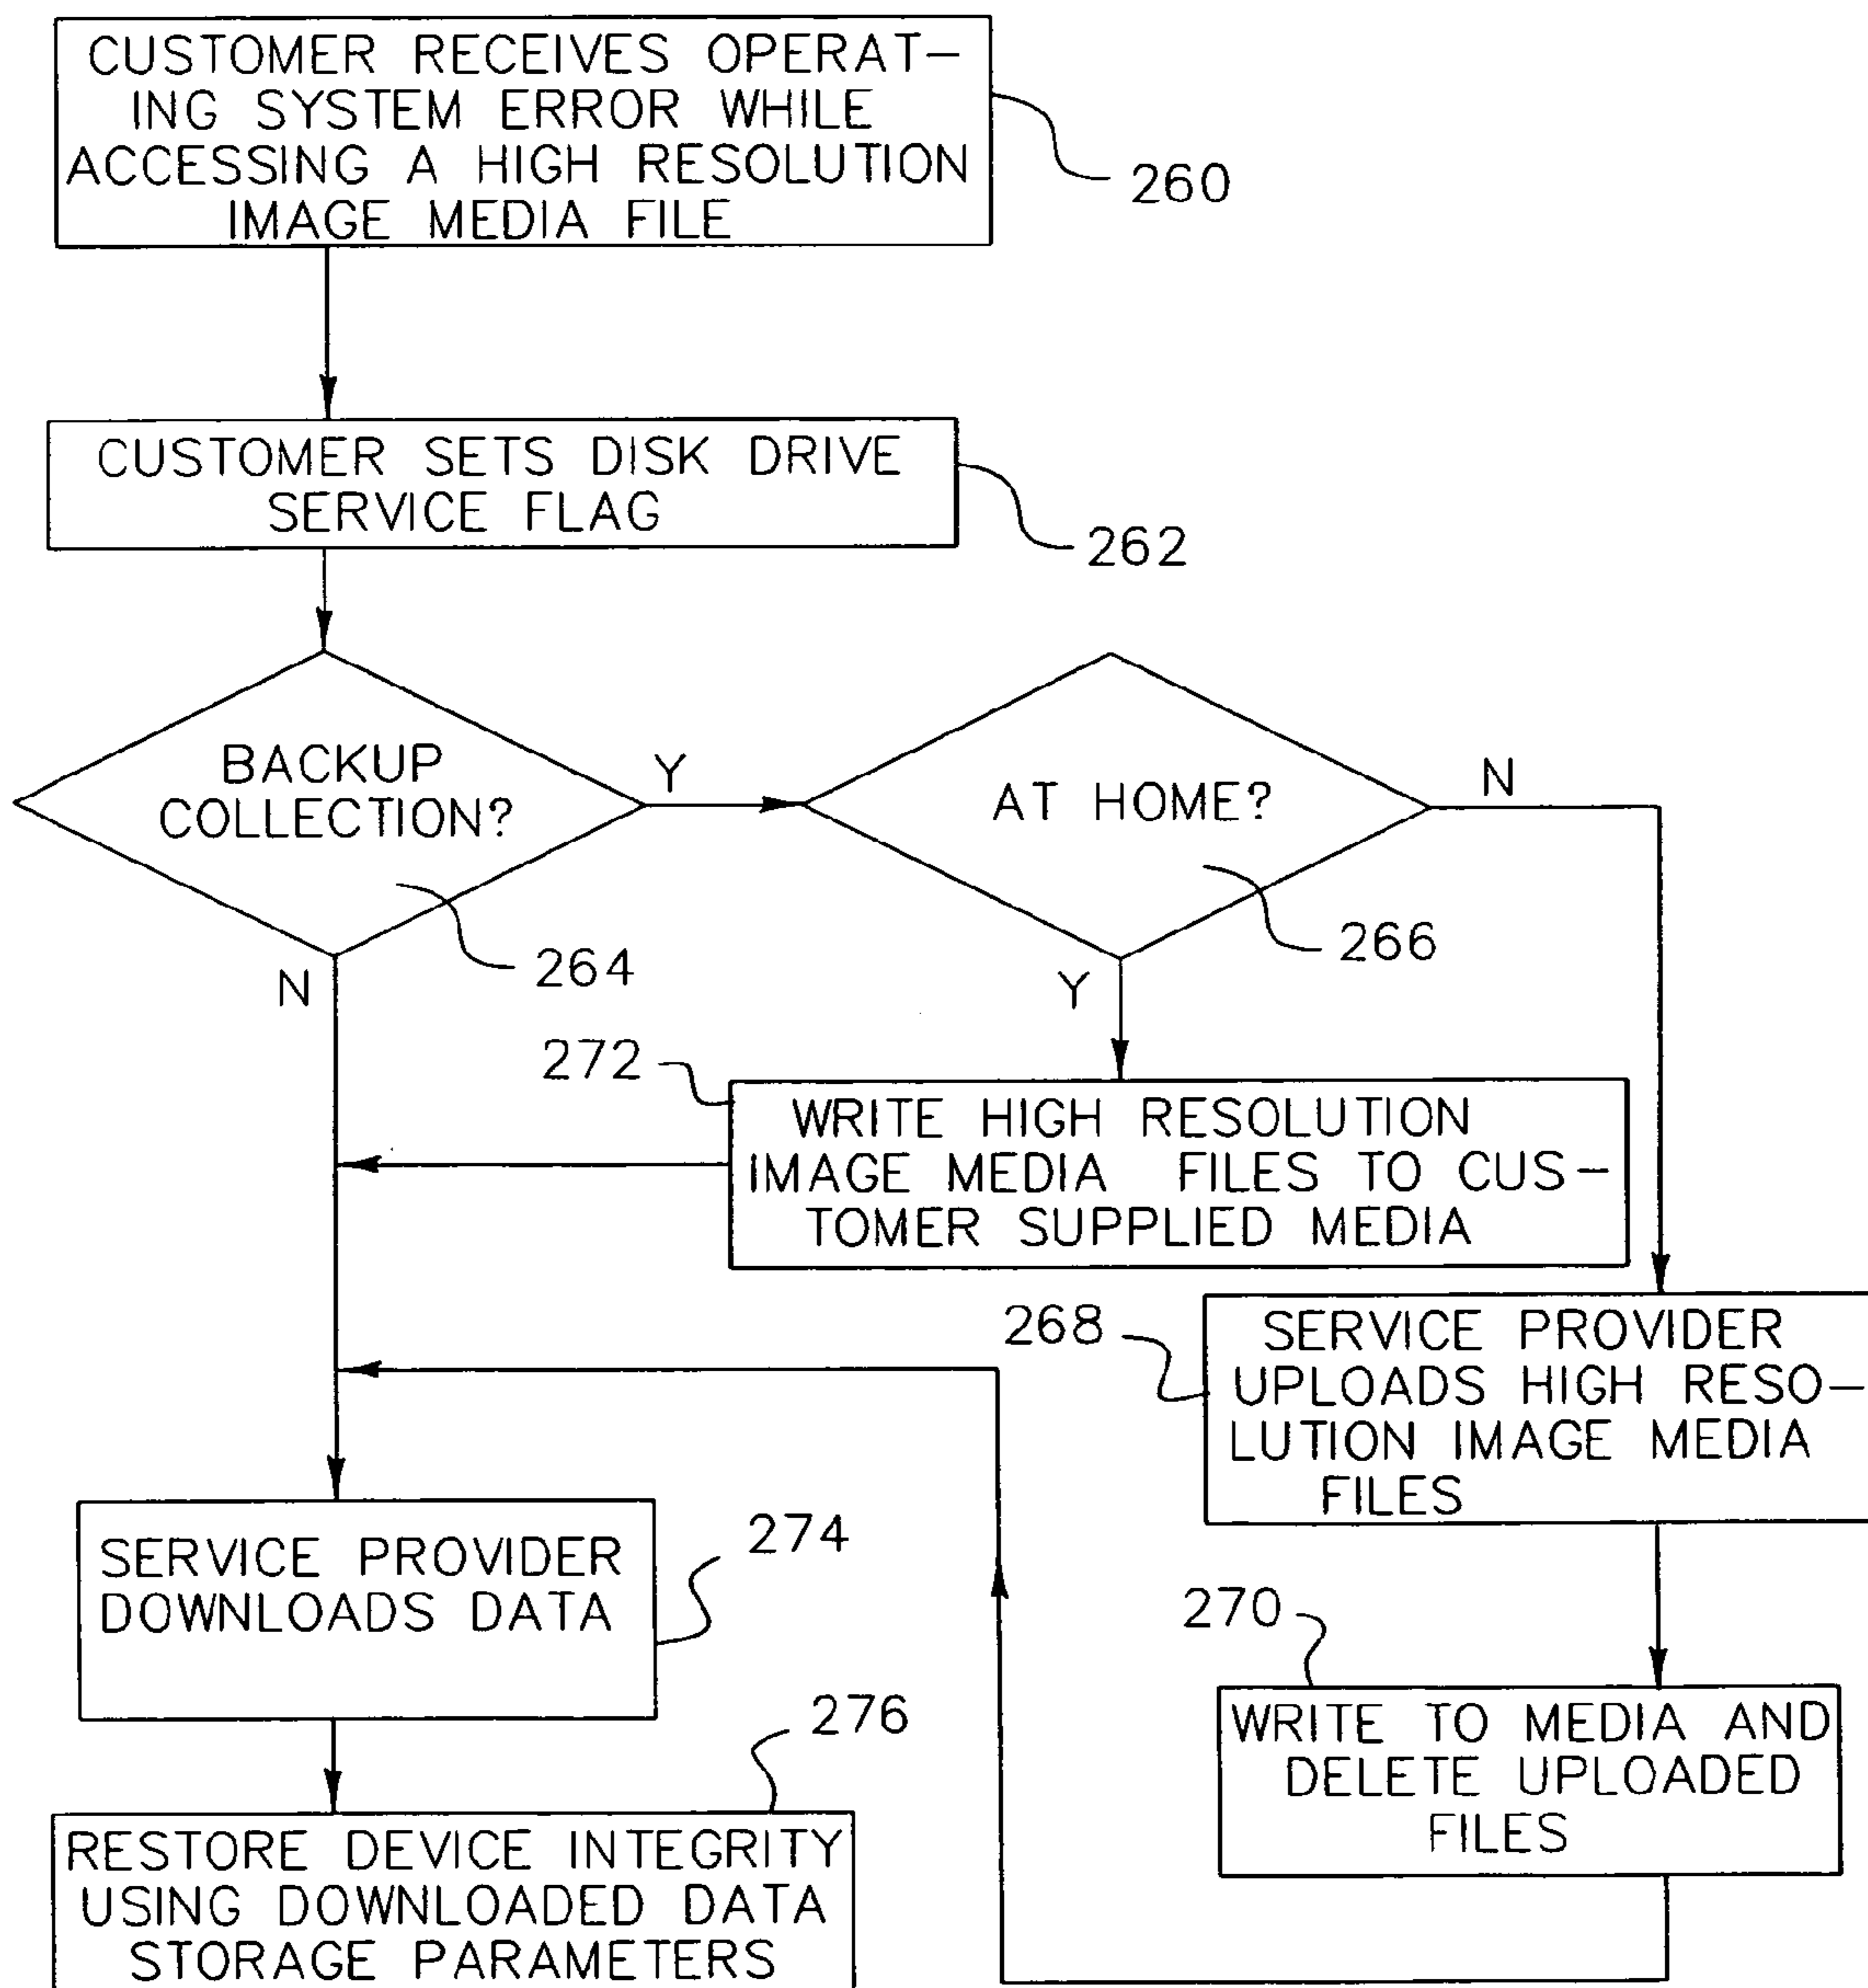 CUSTOMER RECEIVES OPERAT-
ING SYSTEM ERROR WHILE
ACCESSING A HIGH RESOLUTION
IMAGE MEDIA FILE
260
CUSTOMER SETS DISK DRIVE
SERVICE FLAG
262
BACKUP
COLLECTION?
264
Y
N
AT HOME?
266
N
Y
272
WRITE HIGH RESOLUTION
IMAGE MEDIA FILES TO CUS-
TOMER SUPPLIED MEDIA
268
SERVICE PROVIDER
UPLOADS HIGH RESO-
LUTION IMAGE MEDIA
FILES
270
WRITE TO MEDIA AND
DELETE UPLOADED
FILES
SERVICE PROVIDER
DOWNLOADS DATA
274
276
RESTORE DEVICE INTEGRITY
USING DOWNLOADED DATA
STORAGE PARAMETERS